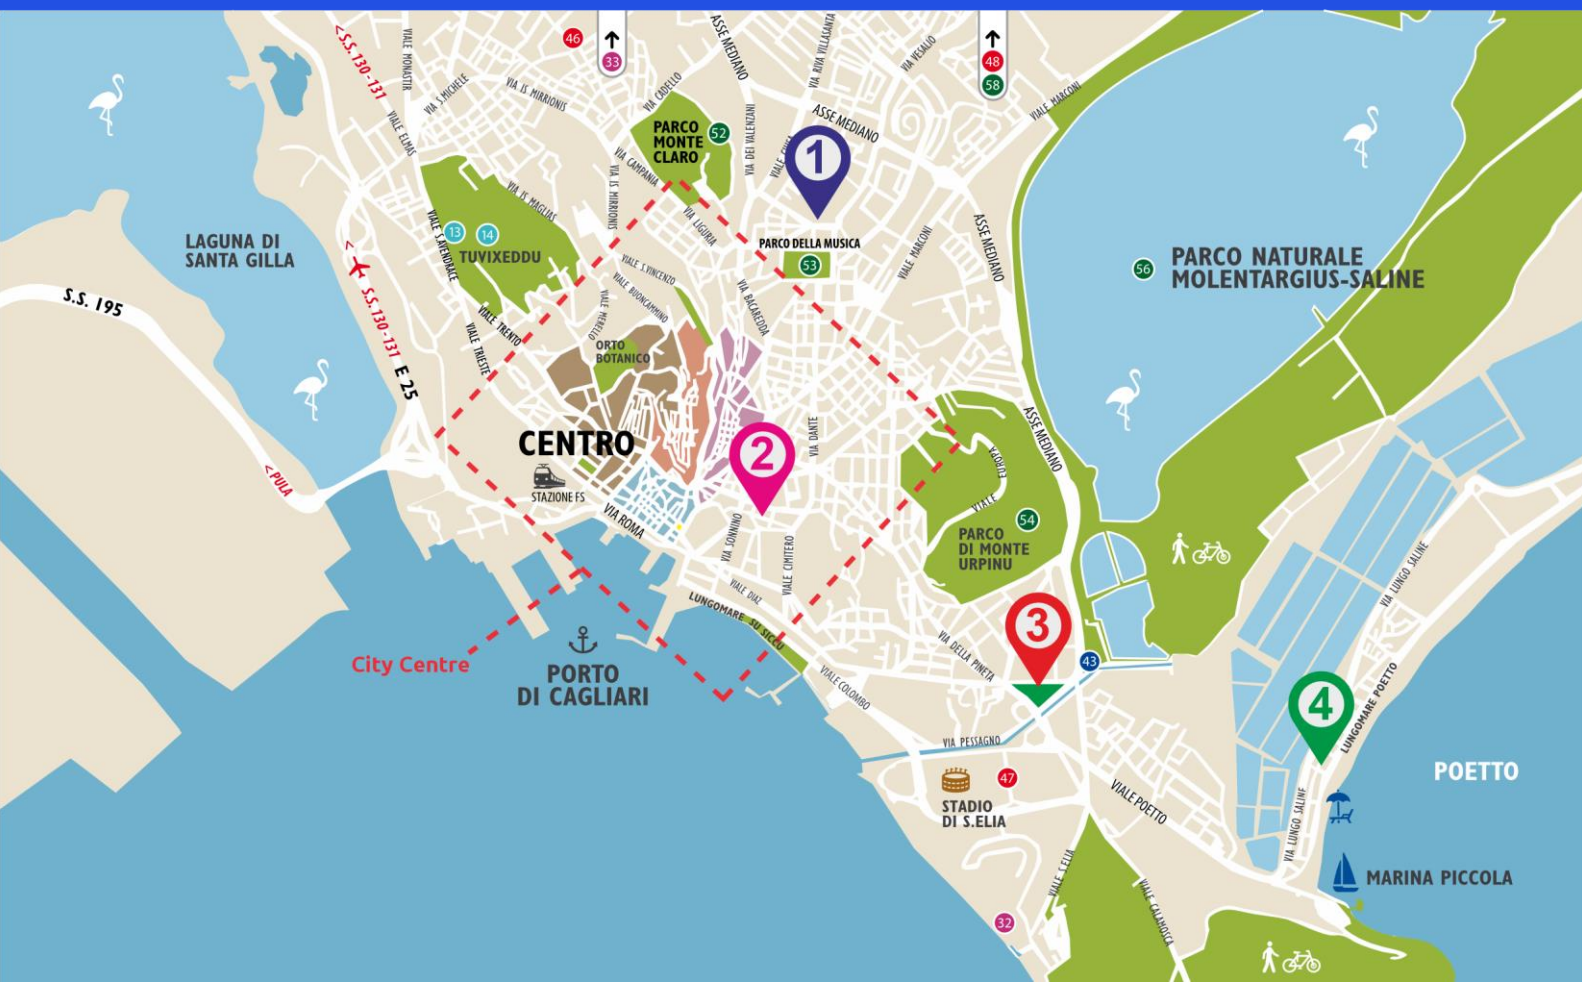 46
33
48
58
< S.S.130-131
VIALE MONASTIR
ASSE MEDIANO
VIA RIVA VILLASANTA
VIA VESALIO
VIA S.MICHELE
VIA IS MIRRIONIS
VIA CADELLO
VIALE MARCONI
VIALE ELMAS
PARCO
MONTE
CLARO
52
VIA DEI VALENZANI
ASSE MEDIANO
1
VIA CAMPANIA
VIA IS MIRRIONIS
VIA IS MAGLIAS
VIA LIGURIA
VIALE S.AVENDRACE
13
14
TUVIXEDDU
LAGUNA DI
SANTA GILLA
PARCO DELLA MUSICA
53
VIALE MARCONI
ASSE MEDIANO
56
PARCO NATURALE
MOLENTARGIUS-SALINE
S.S. 195
< S.S.130-131
E 25
VIALE S.VINCENZO
VIALE BUONCAMMINO
VIALE MERELLO
VIA BACAREDDA
VIALE TRENTO
VIALE TRIESTE
ORTO
BOTANICO
CENTRO
STAZIONE FS
VIA ROMA
2
VIA DANTE
VIALE EUROPA
ASSE MEDIANO
< PULA
54
PARCO
DI MONTE
URPINU
VIA SONNINO
VIALE CIMITERO
VIALE DIAZ
LUNGOMARE SU SICCU
VIA LUNGO SALINE
City Centre
PORTO
DI CAGLIARI
3
VIA DELLA PINETA
43
VIALE COLOMBO
VIA PESSAGNO
4
LUNGOMARE POETTO
POETTO
47
STADIO
DI S.ELIA
VIALE POETTO
VIA LUNGO SALINE
MARINA PICCOLA
VIALE S.ELIA
VIALE CALAMOSCA
32